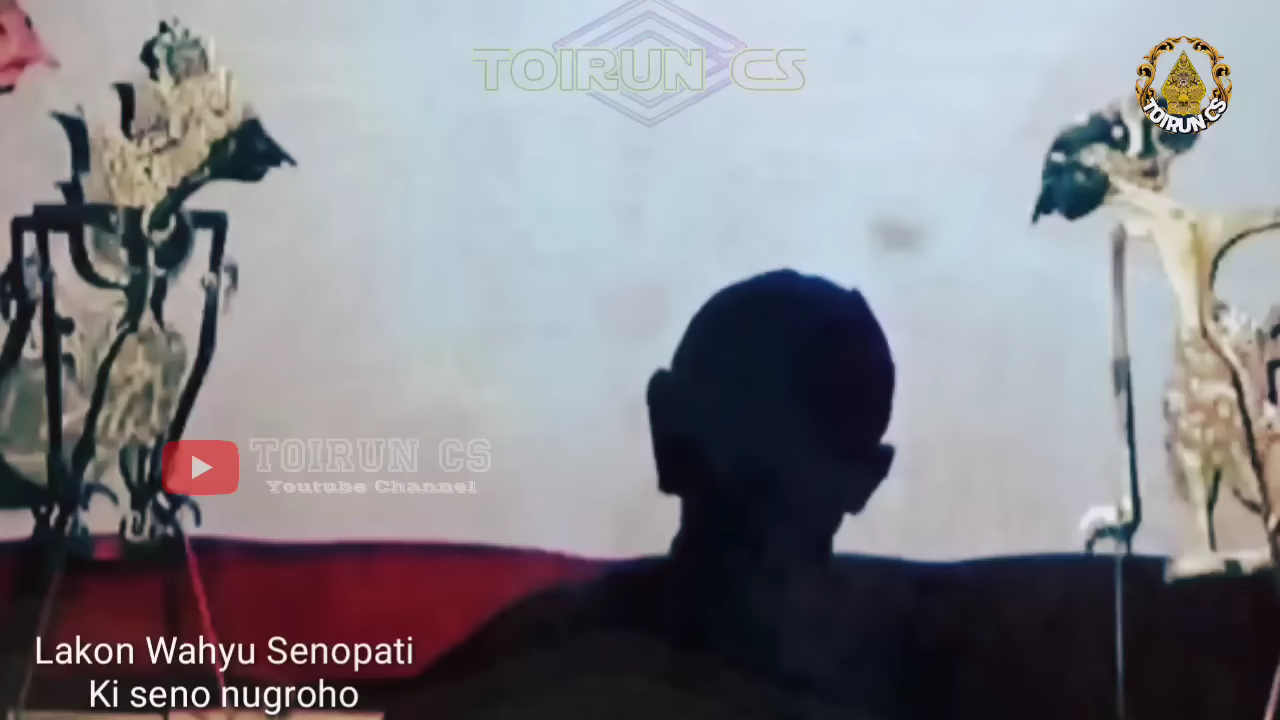 TOIRUN CS
TOIRUN CS
TOIRUN CS
Youtube Channel
Lakon Wahyu Senopati
Ki seno nugroho